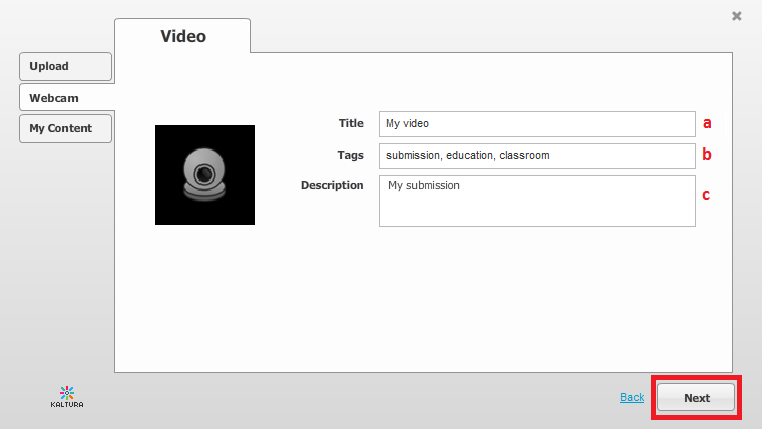 Video
Upload
Webcam
My Content
Title My video a
Tags submission, education, classroom b
Description My submission c
KALTURA
Back Next